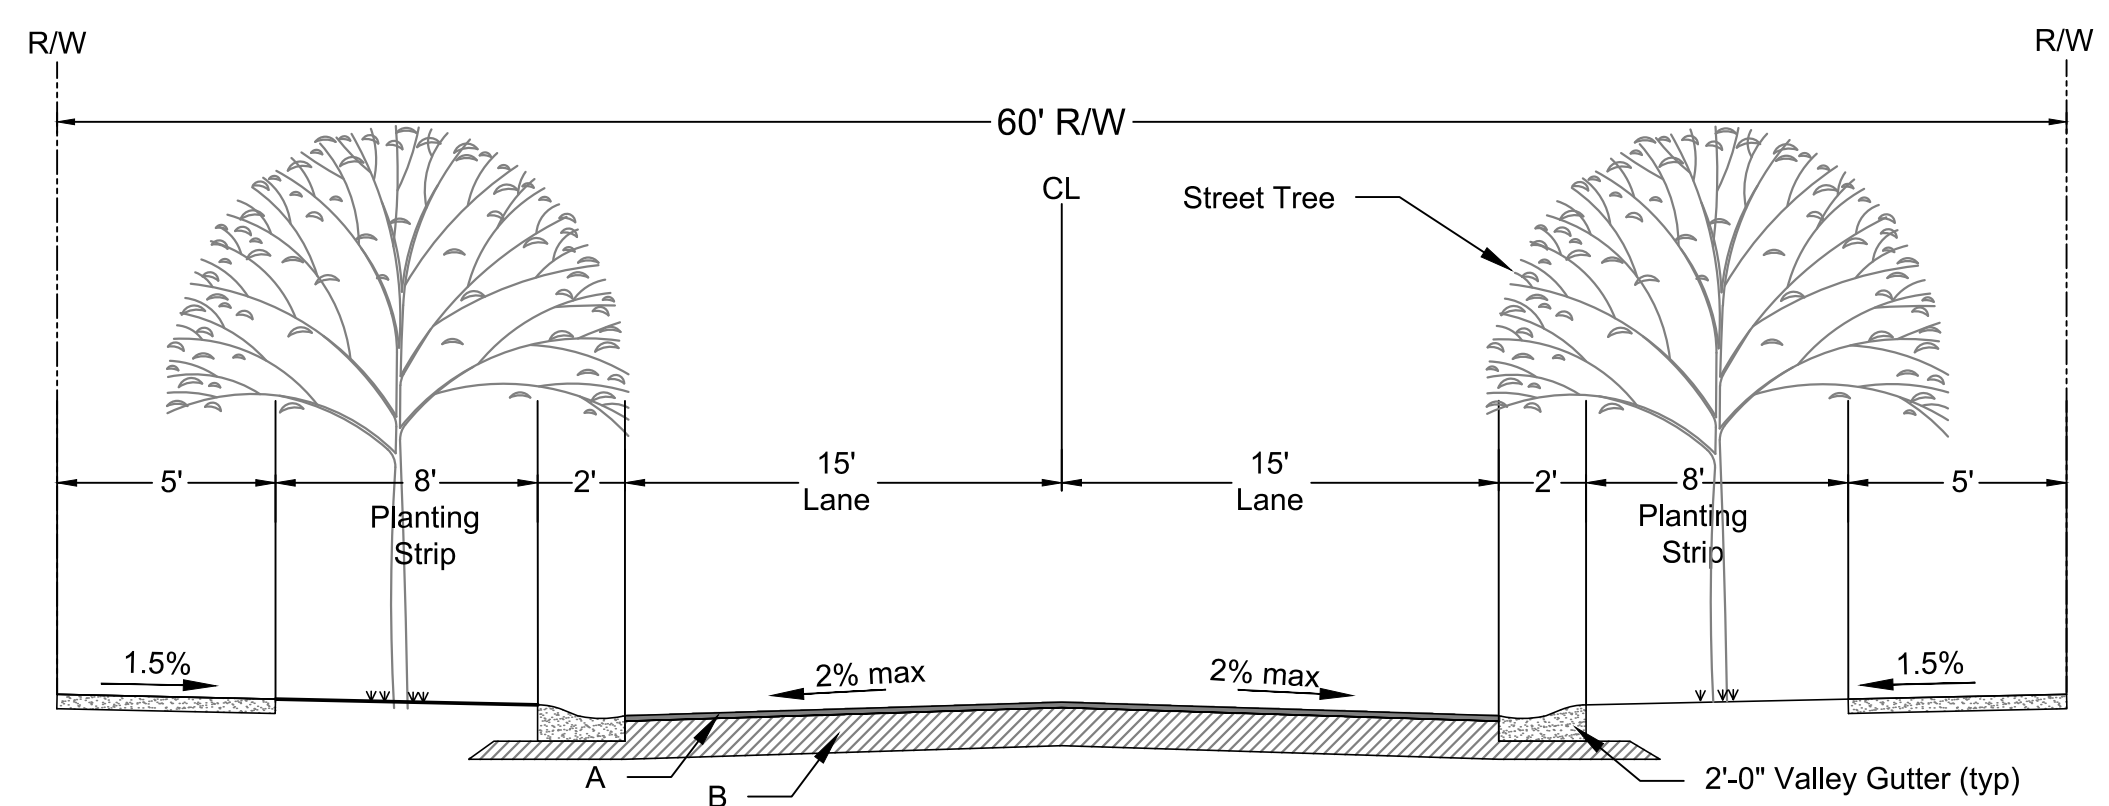 R/W
R/W
60' R/W
CL
Street Tree
5'
8'
Planting
Strip
2'
15'
Lane
15'
Lane
2'
8'
Planting
Strip
5'
1.5%
2% max
2% max
1.5%
A
B
2'-0" Valley Gutter (typ)